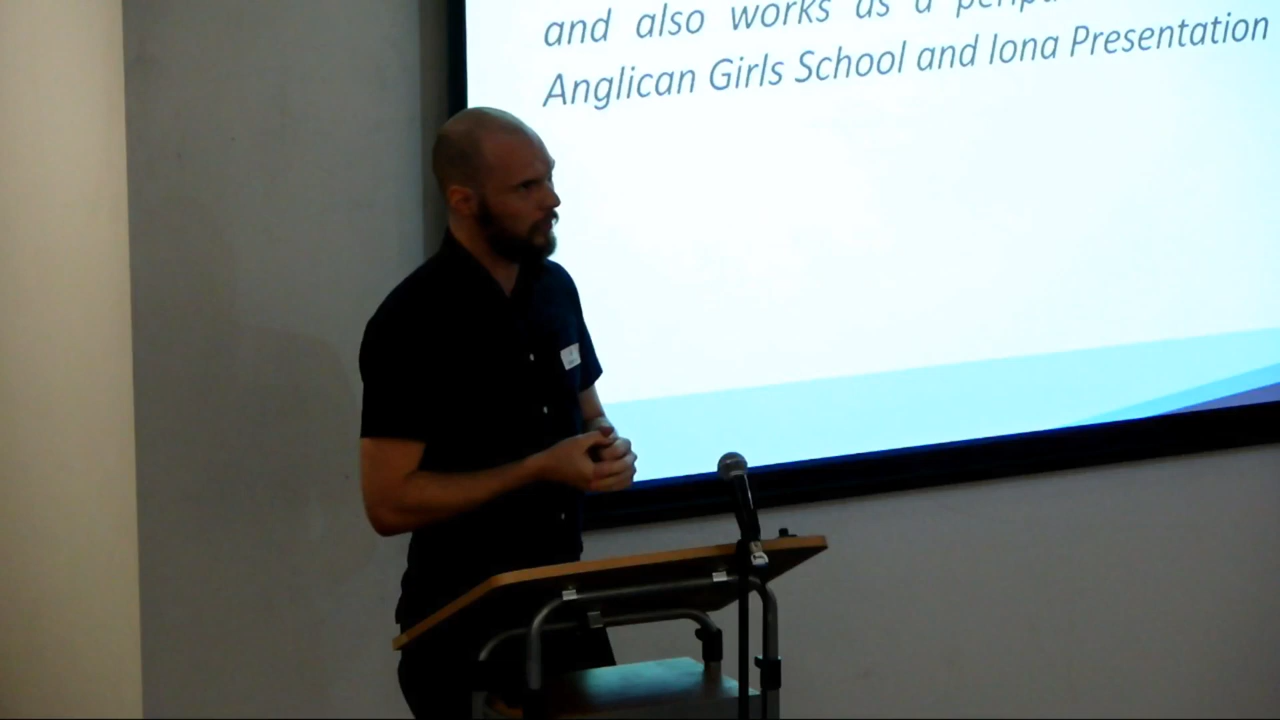 and also works as a
Anglican Girls School and Iona Presentation